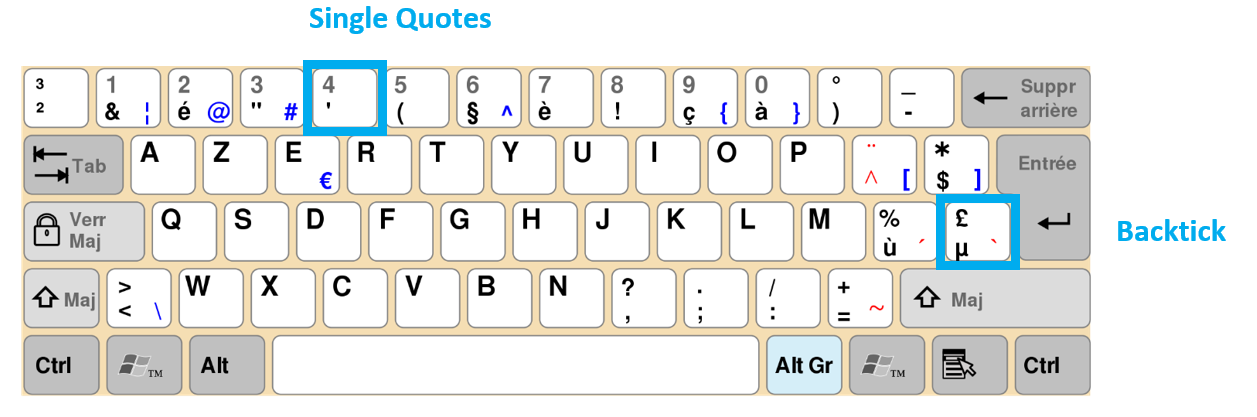 Single Quotes
3 1 2 3 4 5 6 7 8 9 0 ° _ Suppr
2 & ¦ é @ " # ' ( § ^ è ! ç { à } ) - arrière
Tab A Z E € R T Y U I O P ¨ ^ [ * $ ] Entrée
Verr Maj Q S D F G H J K L M % ù ´ £ µ ` Backtick
Maj > < \ W X C V B N ? , . ; / : + = ~ Maj
Ctrl TM Alt Alt Gr TM Ctrl